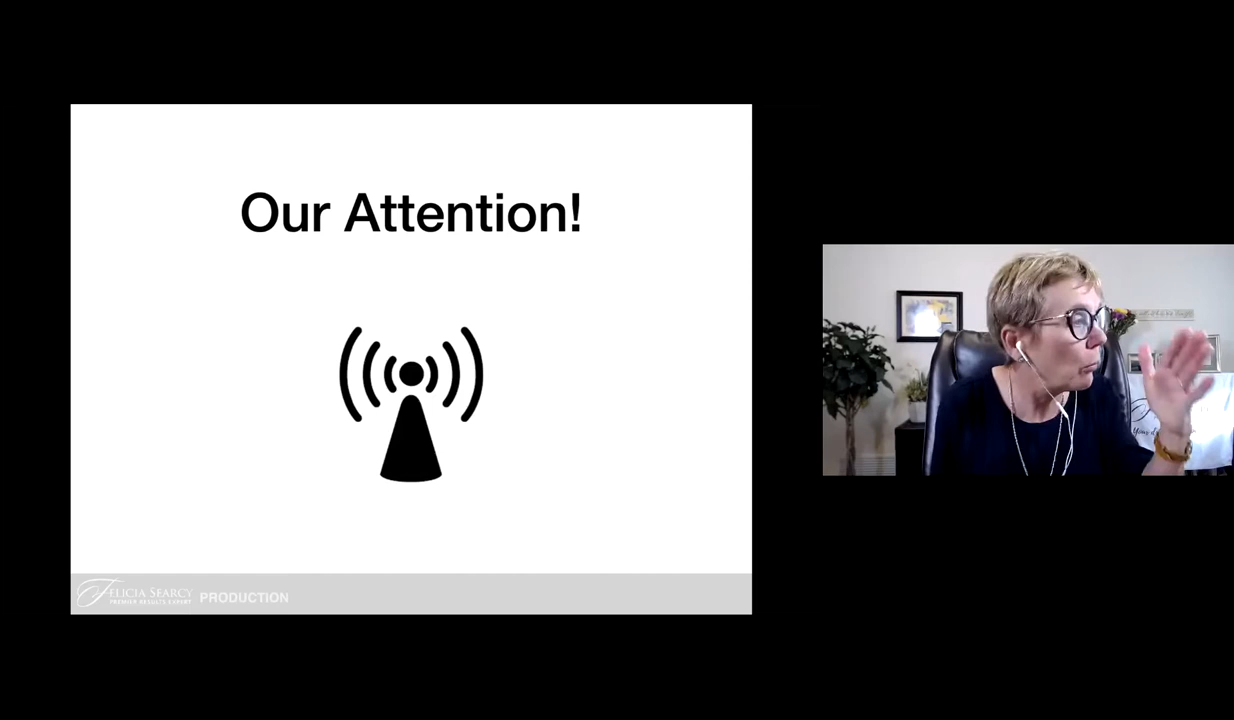 Our Attention!
FELICIA SEARCY
PREMIER RESULTS EXPERT
PRODUCTION